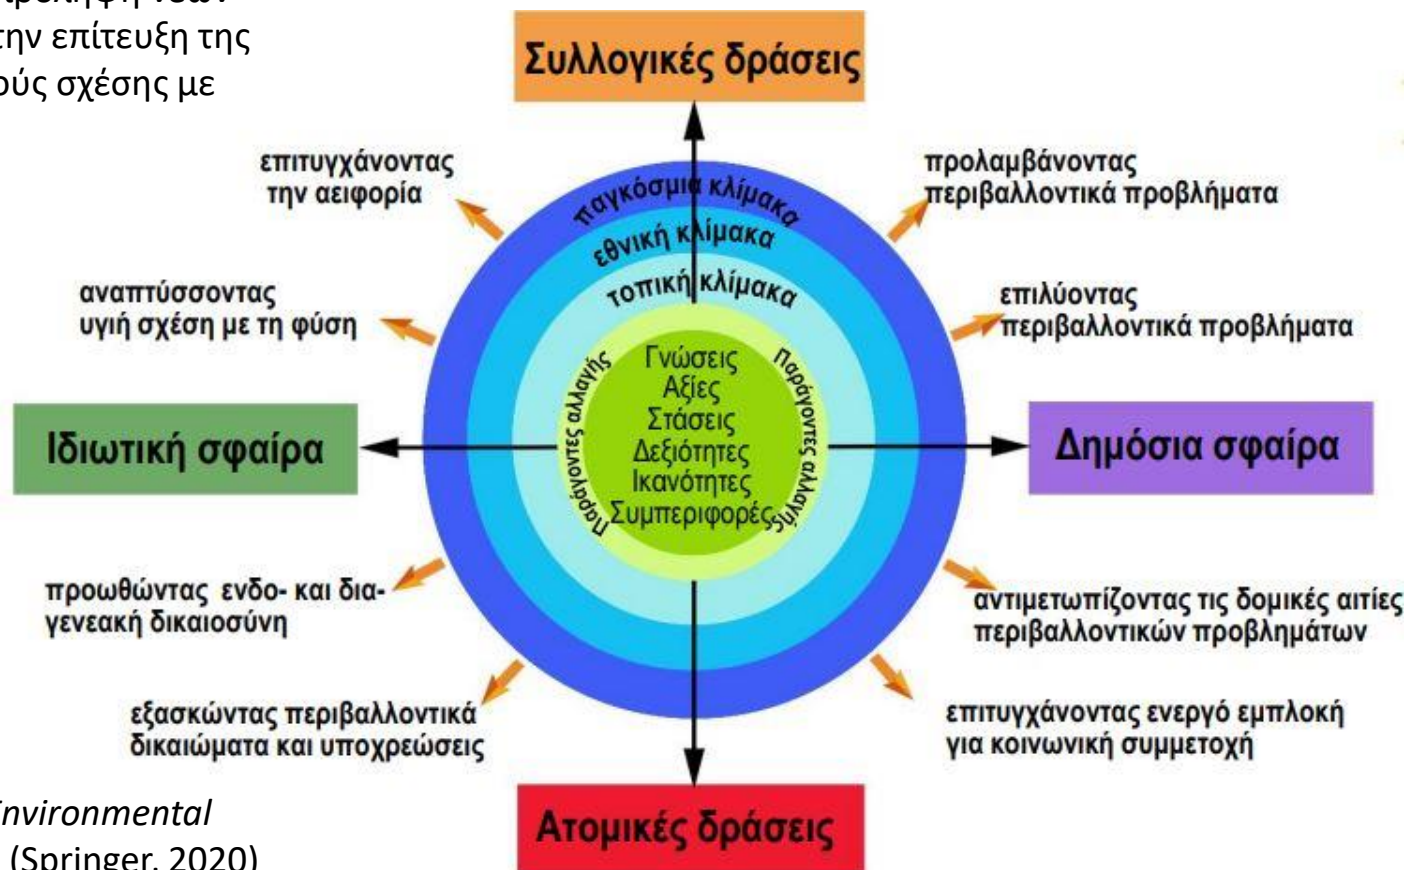 την επίτευξη της
ούς σχέσης με
Συλλογικές δράσεις
επιτυγχάνοντας
την αειφορία
προλαμβάνοντας
περιβαλλοντικά προβλήματα
παγκόσμια κλίμακα
εθνική κλίμακα
τοπική κλίμακα
αναπτύσσοντας
υγιή σχέση με τη φύση
επιλύοντας
περιβαλλοντικά προβλήματα
Παράγοντες αλλαγής
Γνώσεις
Αξίες
Στάσεις
Δεξιότητες
Ικανότητες
Συμπεριφορές
Παράγοντες αλλαγής
Ιδιωτική σφαίρα
Δημόσια σφαίρα
προωθώντας ενδο- και δια-
γενεακή δικαιοσύνη
αντιμετωπίζοντας τις δομικές αιτίες
περιβαλλοντικών προβλημάτων
εξασκώντας περιβαλλοντικά
δικαιώματα και υποχρεώσεις
επιτυγχάνοντας ενεργό εμπλοκή
για κοινωνική συμμετοχή
Ατομικές δράσεις
Environmental
(Springer, 2020)